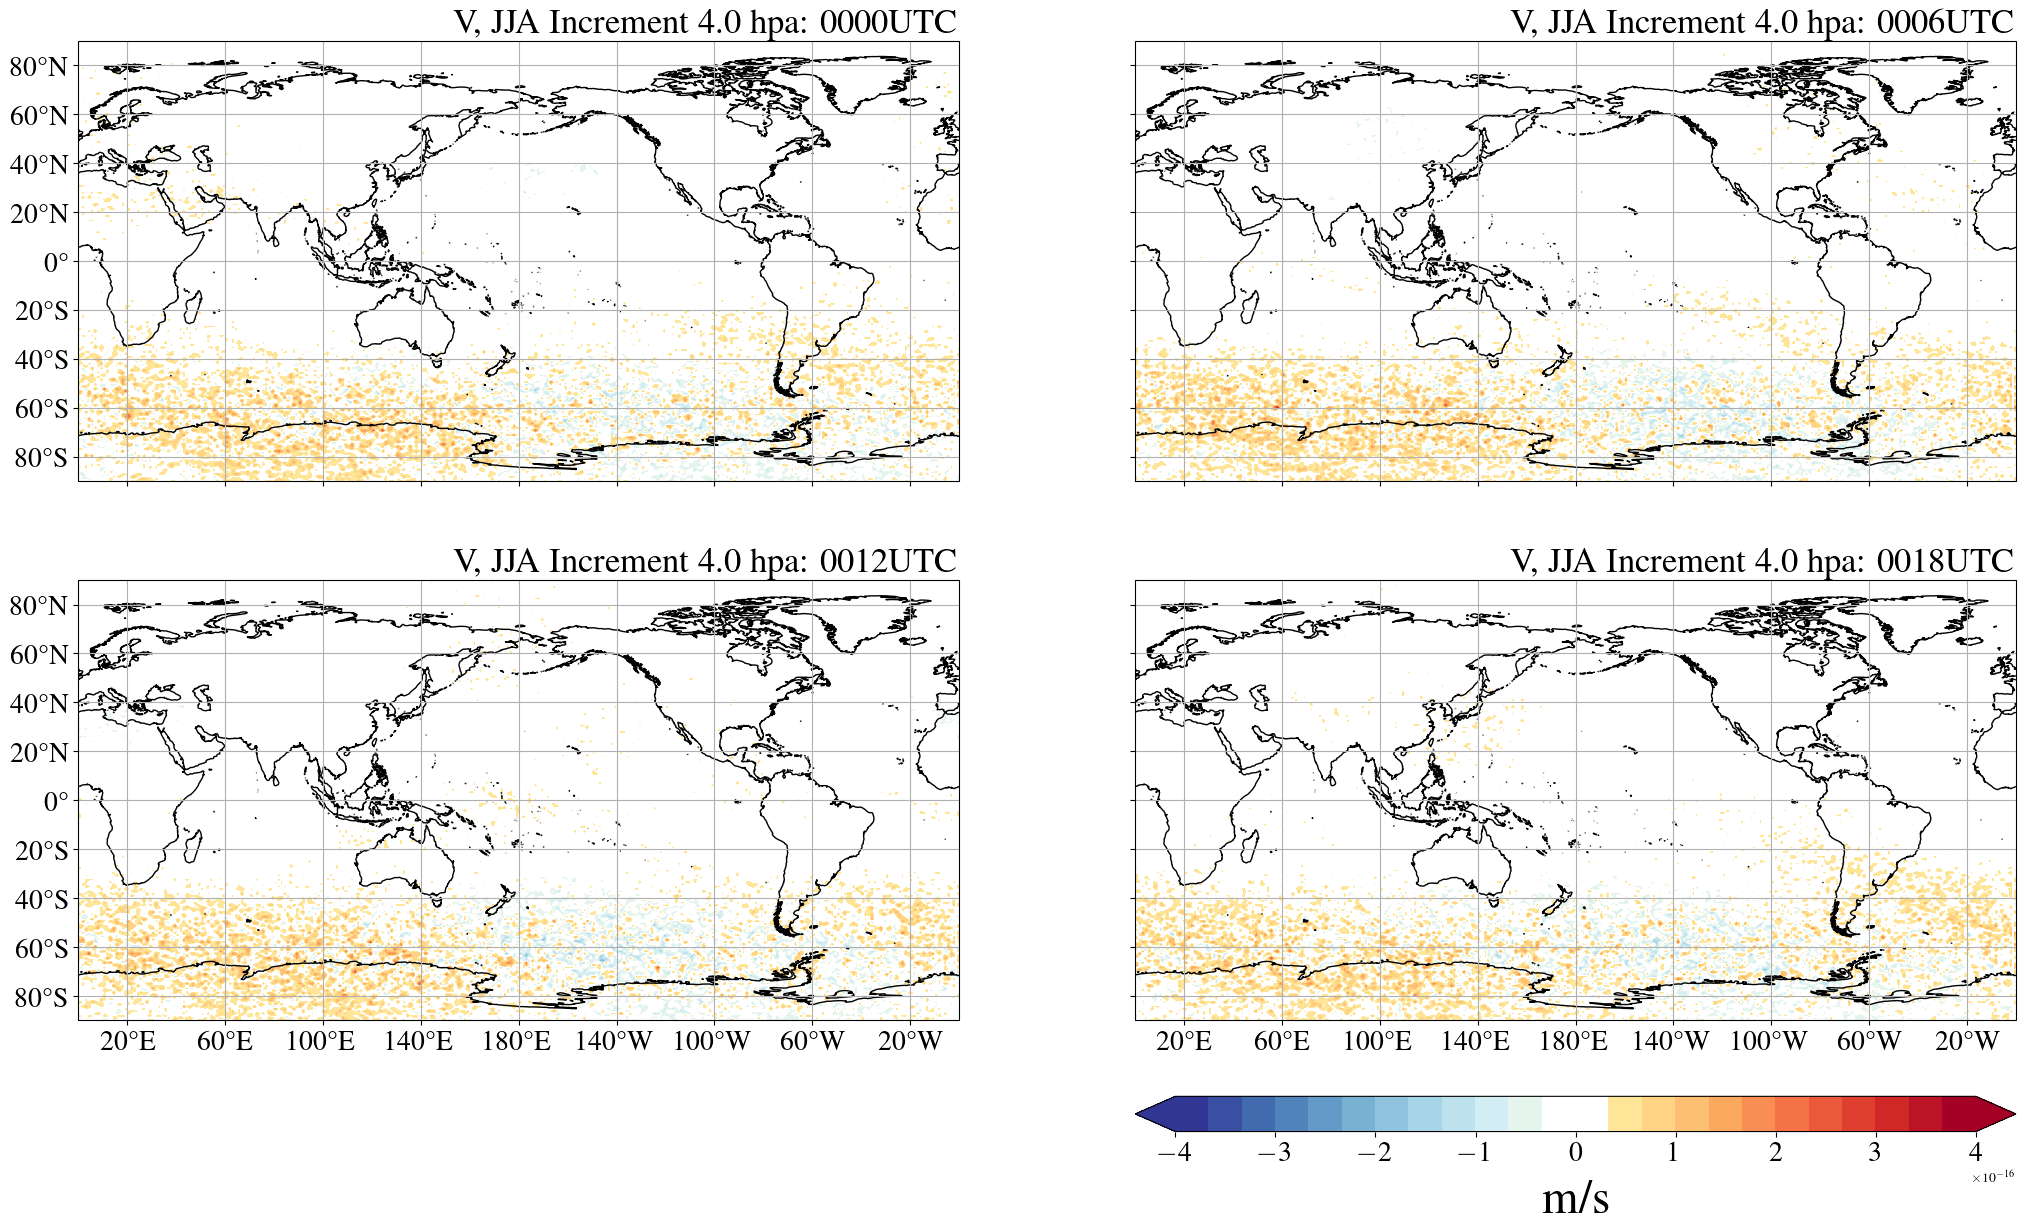 V, JJA Increment 4.0 hpa: 0000UTC
V, JJA Increment 4.0 hpa: 0006UTC
80°N
60°N
40°N
20°N
0°
20°S
40°S
60°S
80°S
V, JJA Increment 4.0 hpa: 0012UTC
V, JJA Increment 4.0 hpa: 0018UTC
80°N
60°N
40°N
20°N
0°
20°S
40°S
60°S
80°S
20°E 60°E 100°E 140°E 180°E 140°W 100°W 60°W 20°W
20°E 60°E 100°E 140°E 180°E 140°W 100°W 60°W 20°W
−4 −3 −2 −1 0 1 2 3 4
×10⁻¹⁶
m/s